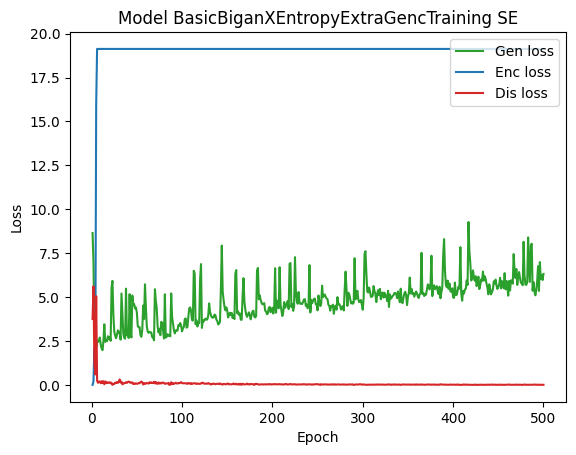 Model BasicBiganXEntropyExtraGencTraining SE
20.0
17.5
15.0
12.5
10.0
7.5
5.0
2.5
0.0
Loss
Gen loss
Enc loss
Dis loss
0 100 200 300 400 500
Epoch